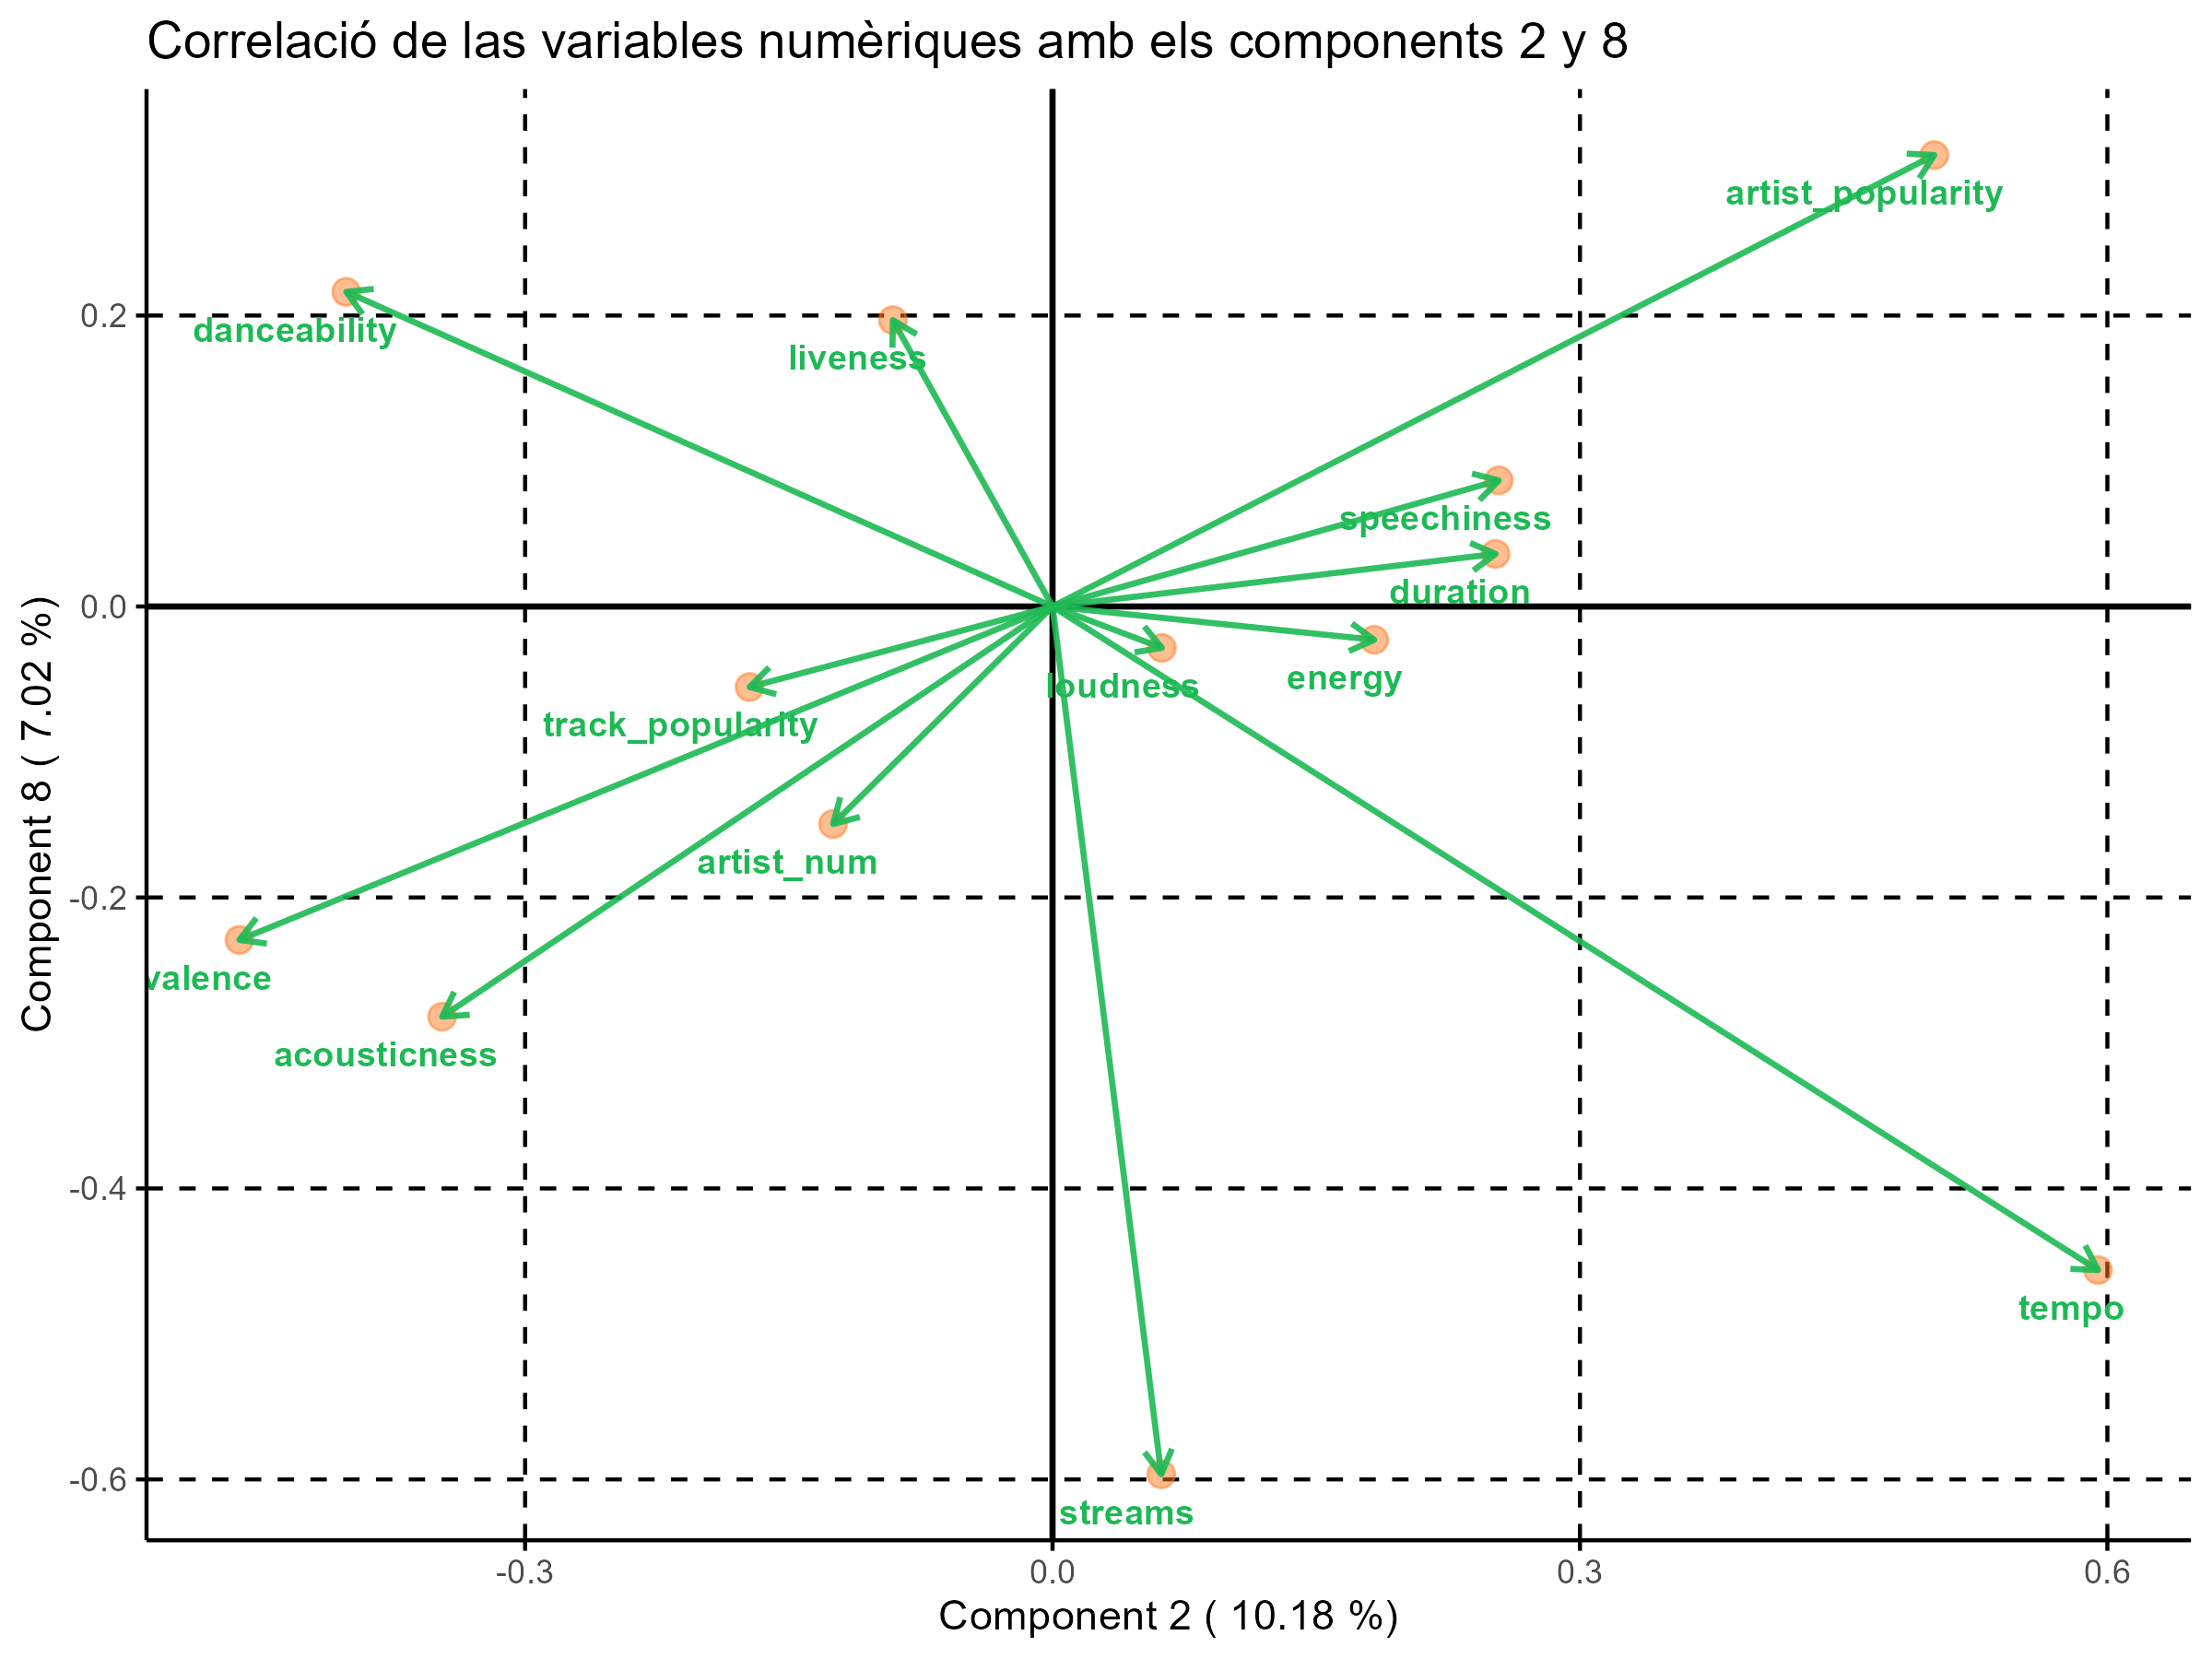 Correlació de las variables numèriques amb els components 2 y 8
artist_popularity
danceability
liveness
speechiness
duration
energy
loudness
track_popularity
artist_num
valence
acousticness
tempo
streams
0.2
0.0
-0.2
-0.4
-0.6
-0.3
0.0
0.3
0.6
Component 8 ( 7.02 %)
Component 2 ( 10.18 %)